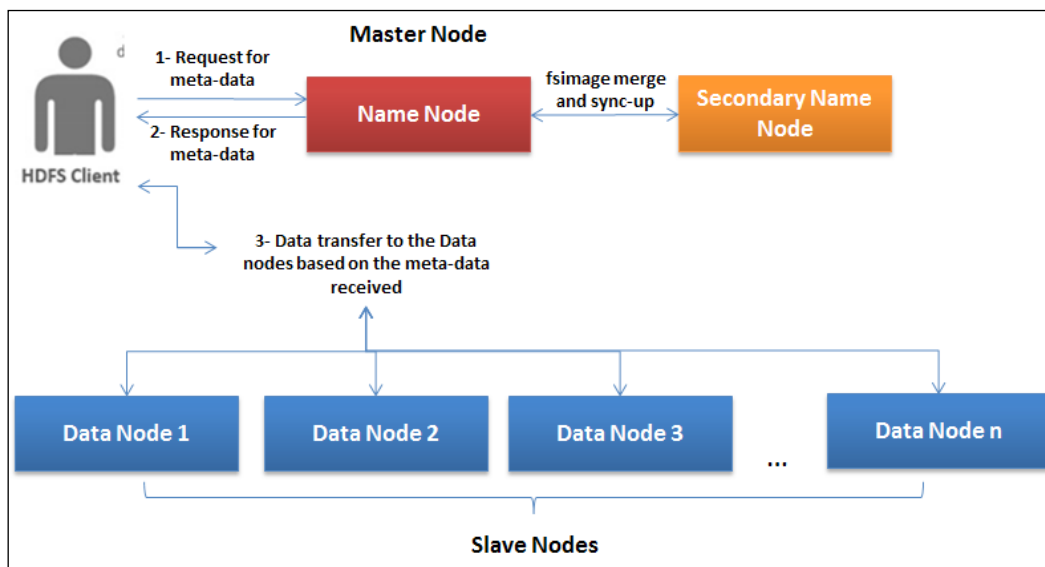 d
Master Node
1- Request for
meta-data
Name Node
2- Response for
meta-data
fsimage merge
and sync-up
Secondary Name
Node
HDFS Client
3- Data transfer to the Data
nodes based on the meta-data
received
Data Node 1
Data Node 2
Data Node 3
...
Data Node n
Slave Nodes